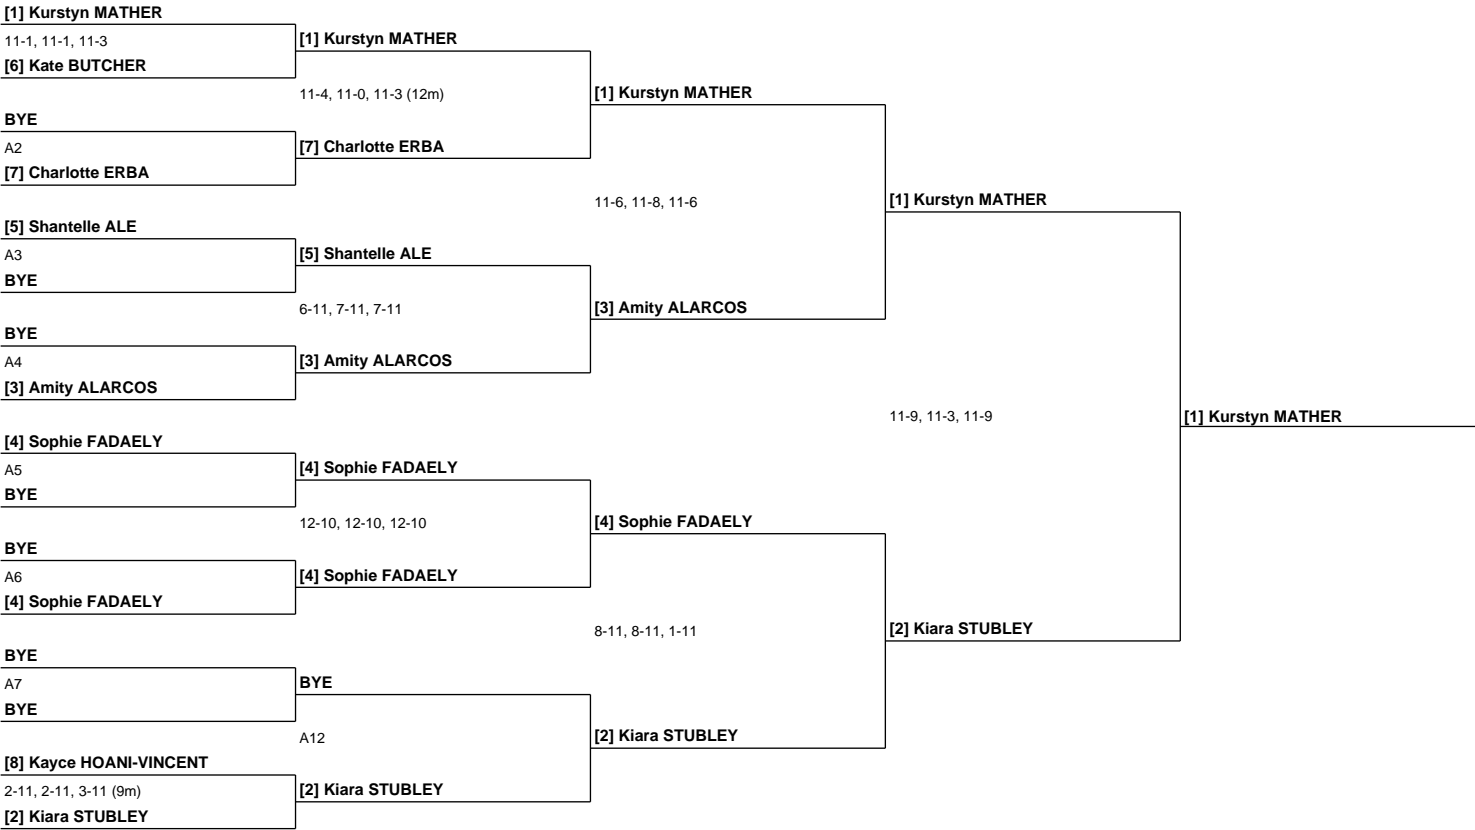 [1] Kurstyn MATHER
11-1, 11-1, 11-3
[6] Kate BUTCHER
BYE
A2
[7] Charlotte ERBA
[5] Shantelle ALE
A3
BYE
BYE
A4
[3] Amity ALARCOS
[4] Sophie FADAELY
A5
BYE
BYE
A6
[4] Sophie FADAELY
BYE
A7
BYE
[8] Kayce HOANI-VINCENT
2-11, 2-11, 3-11 (9m)
[2] Kiara STUBLEY
[1] Kurstyn MATHER
11-4, 11-0, 11-3 (12m)
[7] Charlotte ERBA
[5] Shantelle ALE
6-11, 7-11, 7-11
[3] Amity ALARCOS
[4] Sophie FADAELY
12-10, 12-10, 12-10
[4] Sophie FADAELY
BYE
A12
[2] Kiara STUBLEY
[1] Kurstyn MATHER
11-6, 11-8, 11-6
[3] Amity ALARCOS
[4] Sophie FADAELY
8-11, 8-11, 1-11
[2] Kiara STUBLEY
[1] Kurstyn MATHER
11-9, 11-3, 11-9
[2] Kiara STUBLEY
[1] Kurstyn MATHER